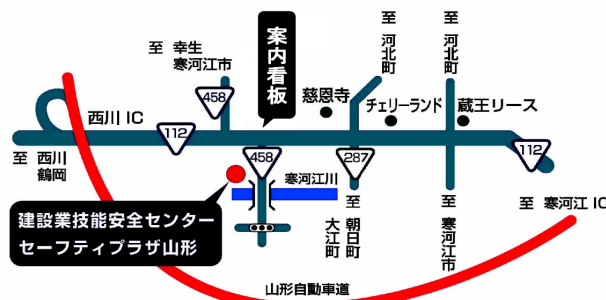 至 幸生
寒河江市
458
案内看板
至 河北町
至 河北町
慈恩寺
チェリーランド
蔵王リース
西川 IC
112
458
287
112
至 西川
鶴岡
寒河江川
建設業技能安全センター
セーフティプラザ山形
至 朝日町
大江町
至 寒河江市
至 寒河江 IC
山形自動車道